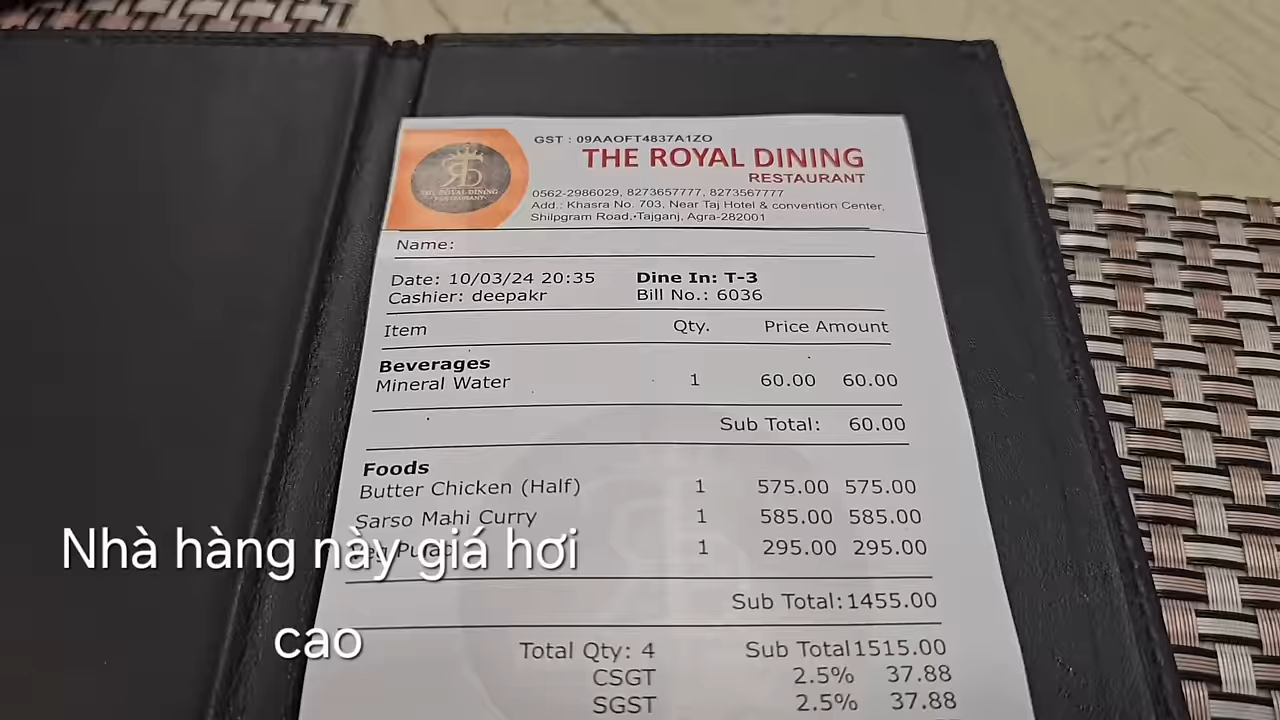 GST : 09AAOFT4837A1ZO
THE ROYAL DINING
RESTAURANT
THE ROYAL DINING
RESTAURANT
0562-2986029, 8273657777, 8273567777
Add.: Khasra No. 703, Near Taj Hotel & convention Center,
Shilpgram Road, Tajganj, Agra-282001
Name:
Date: 10/03/24 20:35 Dine In: T-3
Cashier: deepakr Bill No.: 6036
Item Qty. Price Amount
Beverages
Mineral Water 1 60.00 60.00
Sub Total: 60.00
Foods
Butter Chicken (Half) 1 575.00 575.00
Sarso Mahi Curry 1 585.00 585.00
1 295.00 295.00
Nhà hàng này giá hơi
cao
Sub Total: 1455.00
Total Qty: 4 Sub Total 1515.00
CSGT 2.5% 37.88
SGST 2.5% 37.88